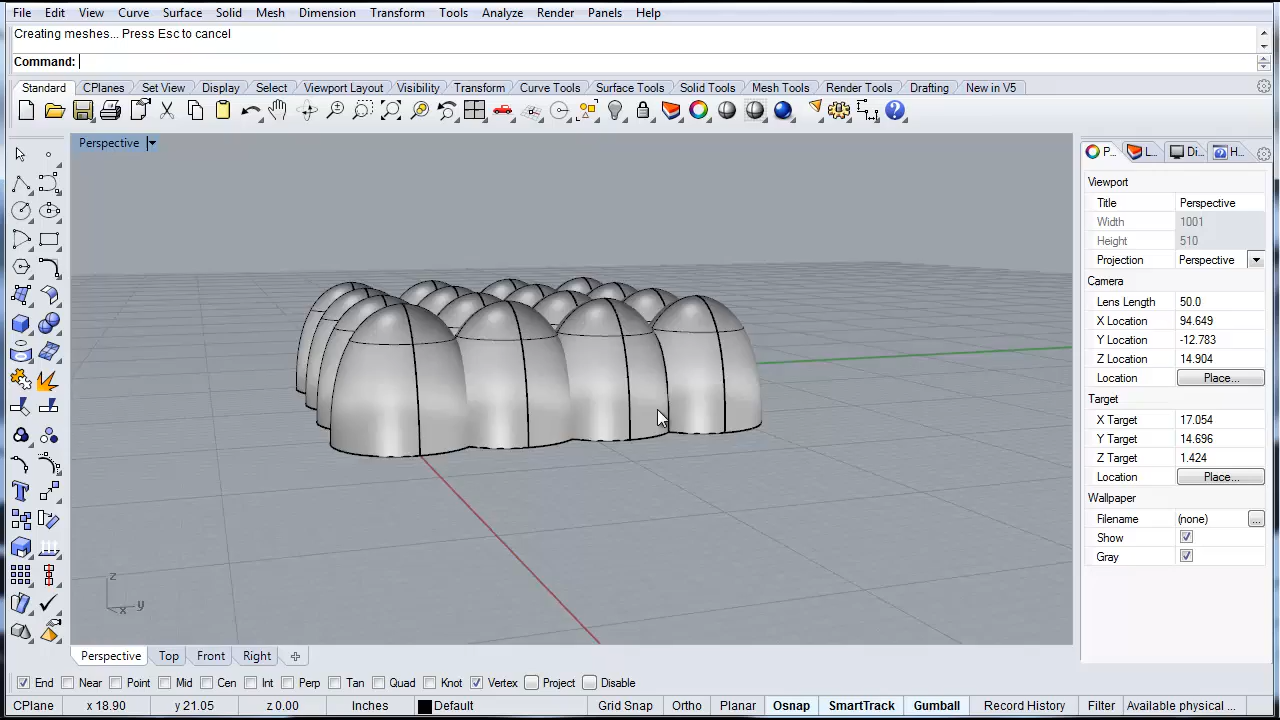 File Edit View Curve Surface Solid Mesh Dimension Transform Tools Analyze Render Panels Help
Creating meshes... Press Esc to cancel
Command:
Standard CPlanes Set View Display Select Viewport Layout Visibility Transform Curve Tools Surface Tools Solid Tools Mesh Tools Render Tools Drafting New in V5
Perspective
P... L... Di... H...
Viewport
Title Perspective
Width 1001
Height 510
Projection Perspective
Camera
Lens Length 50.0
X Location 94.649
Y Location -12.783
Z Location 14.904
Location Place...
Target
X Target 17.054
Y Target 14.696
Z Target 1.424
Location Place...
Wallpaper
Filename (none) ...
Show
Gray
z
x y
Perspective Top Front Right
End Near Point Mid Cen Int Perp Tan Quad Knot Vertex Project Disable
CPlane x 18.90 y 21.05 z 0.00 Inches Default Grid Snap Ortho Planar Osnap SmartTrack Gumball Record History Filter Available physical ...